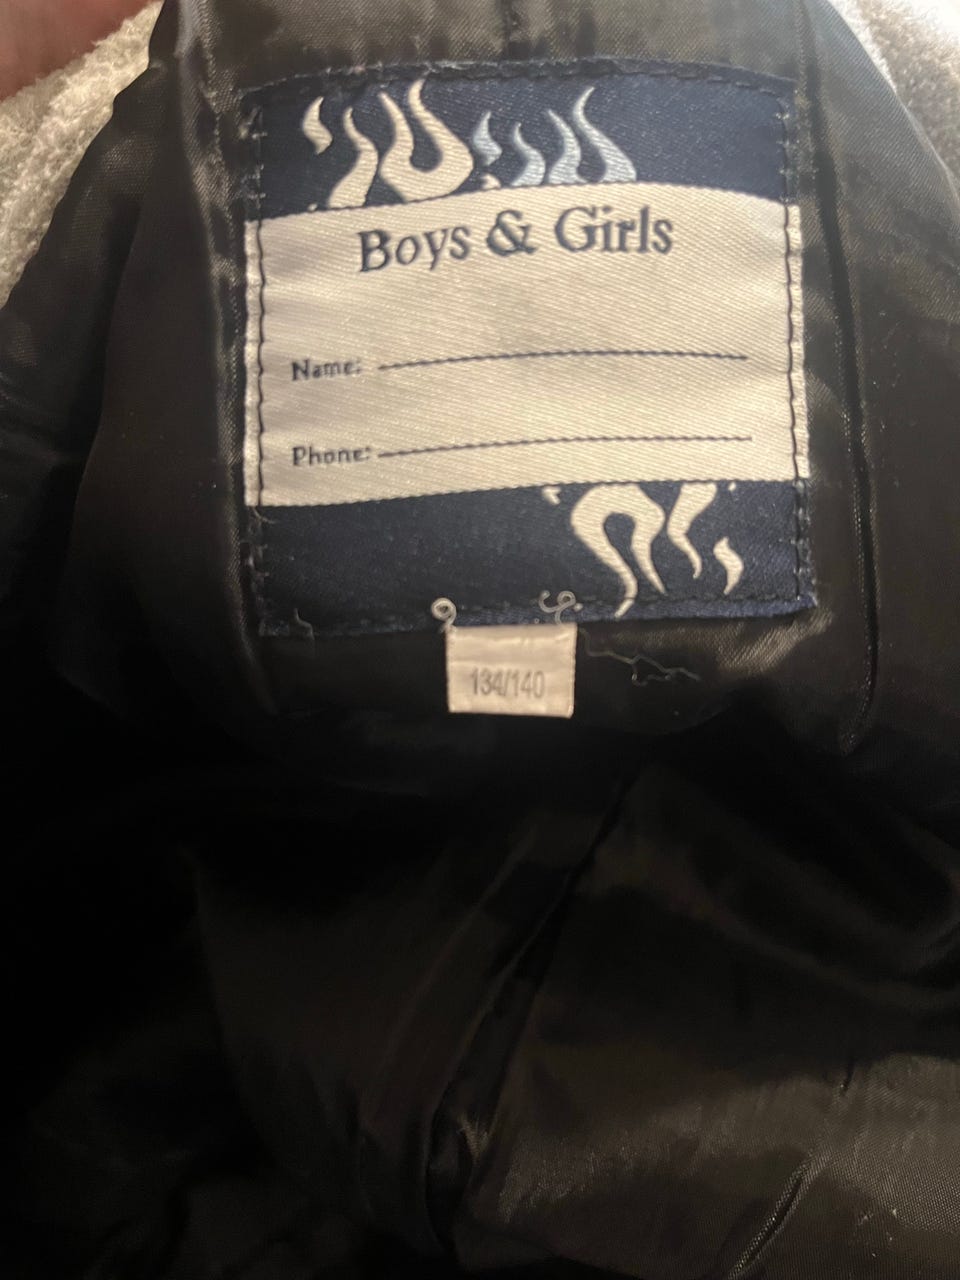 Boys & Girls
Name:
Phone:
134/140